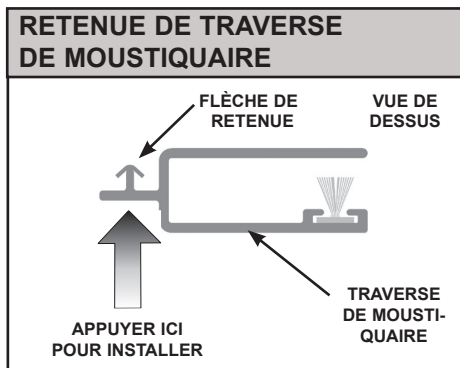 RETENUE DE TRAVERSE
DE MOUSTIQUAIRE
FLÈCHE DE
RETENUE
VUE DE
DESSUS
TRAVERSE
DE MOUSTI-
QUAIRE
APPUYER ICI
POUR INSTALLER